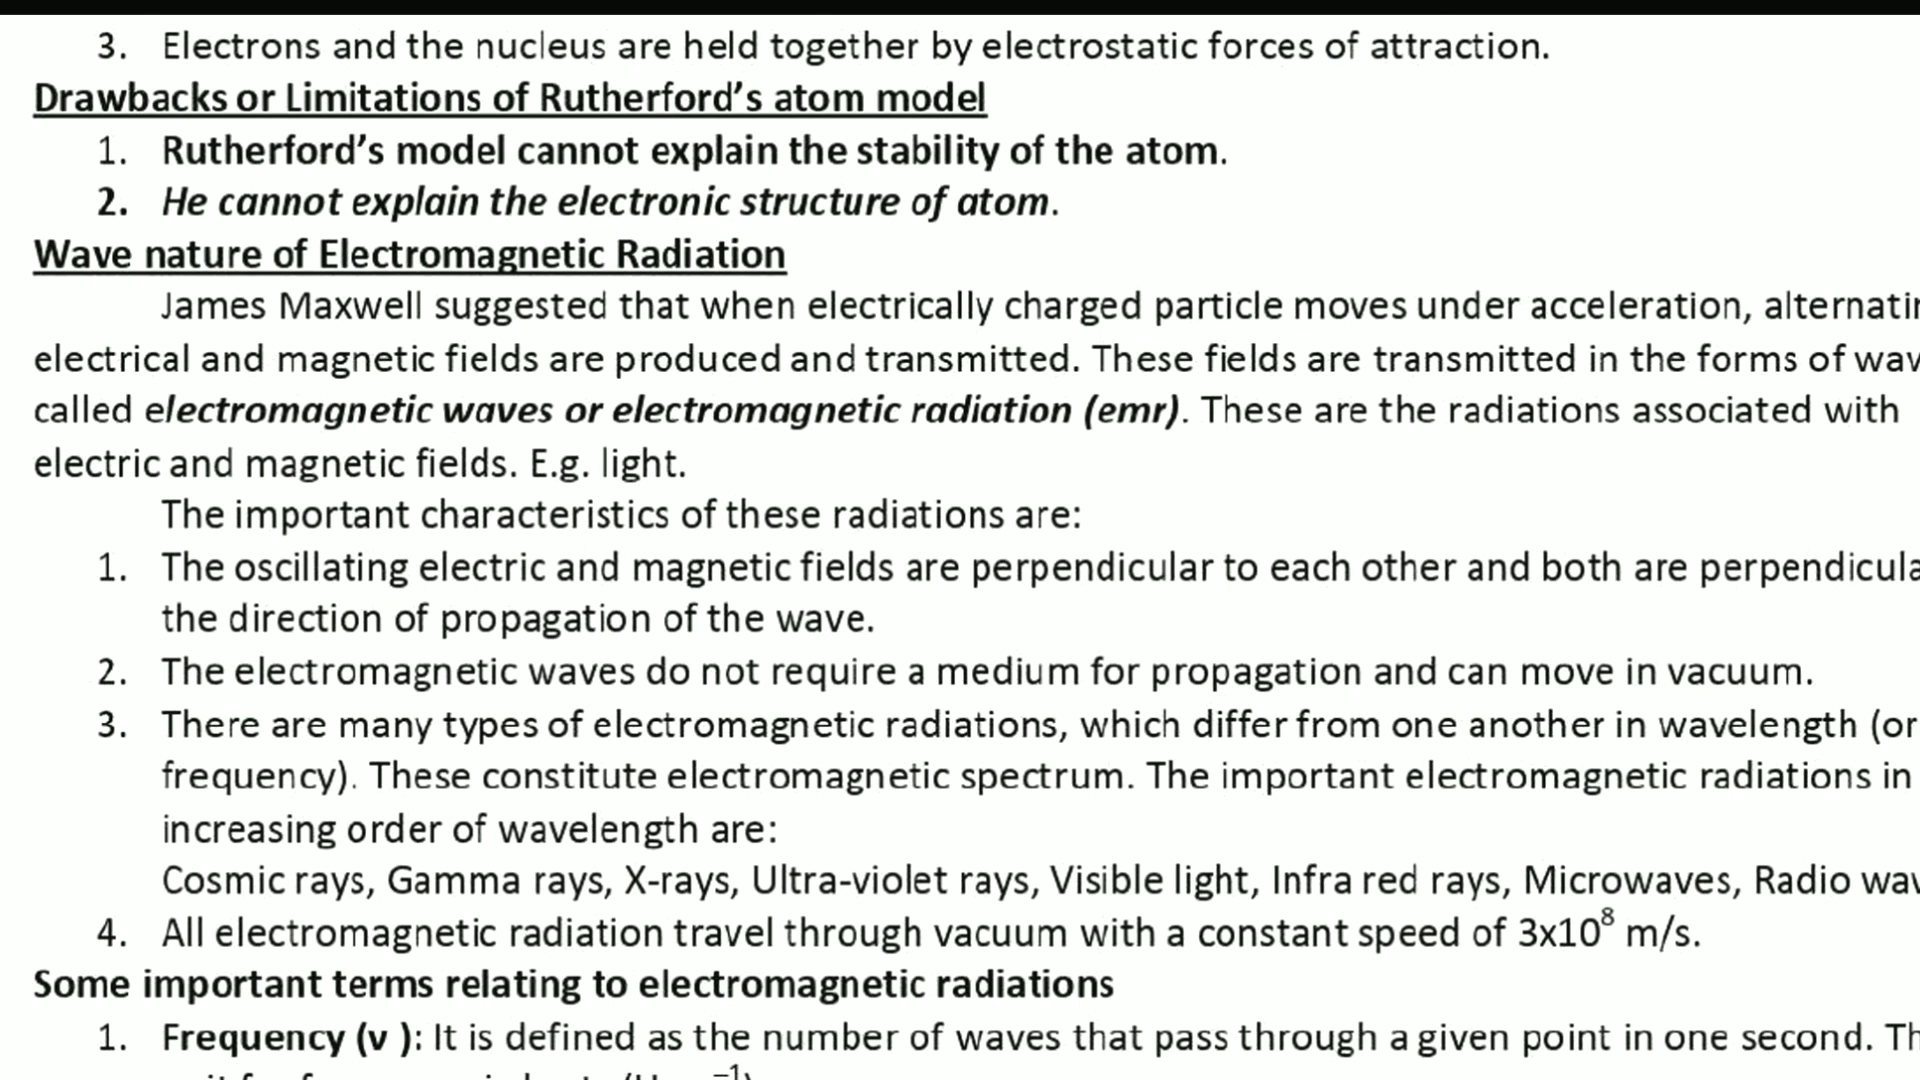 3. Electrons and the nucleus are held together by electrostatic forces of attraction.
Drawbacks or Limitations of Rutherford's atom model
1. Rutherford's model cannot explain the stability of the atom.
2. He cannot explain the electronic structure of atom.
Wave nature of Electromagnetic Radiation
James Maxwell suggested that when electrically charged particle moves under acceleration,
electrical and magnetic fields are produced and transmitted. These fields are transmitted in the forms of
called electromagnetic waves or electromagnetic radiation (emr). These are the radiations associated with
electric and magnetic fields. E.g. light.
The important characteristics of these radiations are:
1. The oscillating electric and magnetic fields are perpendicular to each other and both are
the direction of propagation of the wave.
2. The electromagnetic waves do not require a medium for propagation and can move in vacuum.
3. There are many types of electromagnetic radiations, which differ from one another in wavelength (or
frequency). These constitute electromagnetic spectrum. The important electromagnetic radiations in
increasing order of wavelength are:
Cosmic rays, Gamma rays, X-rays, Ultra-violet rays, Visible light, Infra red rays, Microwaves, Radio
4. All electromagnetic radiation travel through vacuum with a constant speed of 3x10⁸ m/s.
Some important terms relating to electromagnetic radiations
1. Frequency (ν ): It is defined as the number of waves that pass through a given point in one second.